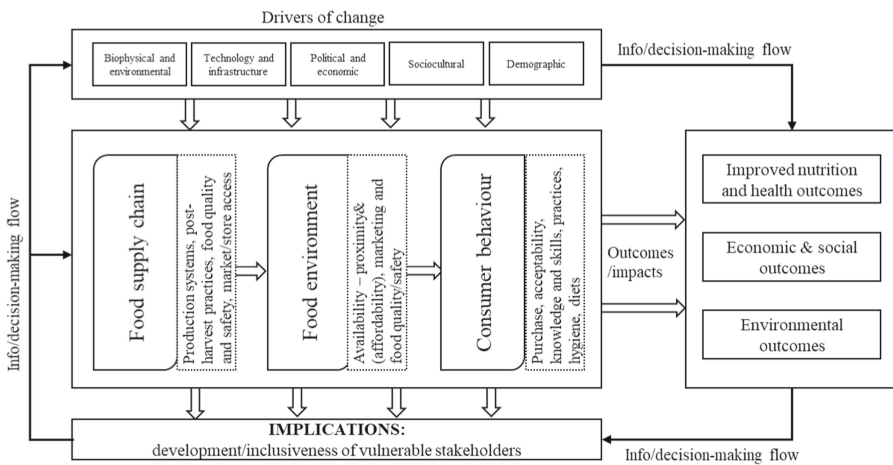 Drivers of change
Biophysical and
environmental
Technology and
infrastructure
Political and
economic
Sociocultural
Demographic
Info/decision-making flow
Info/decision-making flow
Food supply chain
Production systems, post-
harvest practices, food quality
and safety, market/store access
Food environment
Availability – proximity&
(affordability), marketing and
food quality/safety
Consumer behaviour
Purchase, acceptability,
knowledge and skills, practices,
hygiene, diets
Outcomes
/impacts
Improved nutrition
and health outcomes
Economic & social
outcomes
Environmental
outcomes
IMPLICATIONS:
development/inclusiveness of vulnerable stakeholders
Info/decision-making flow